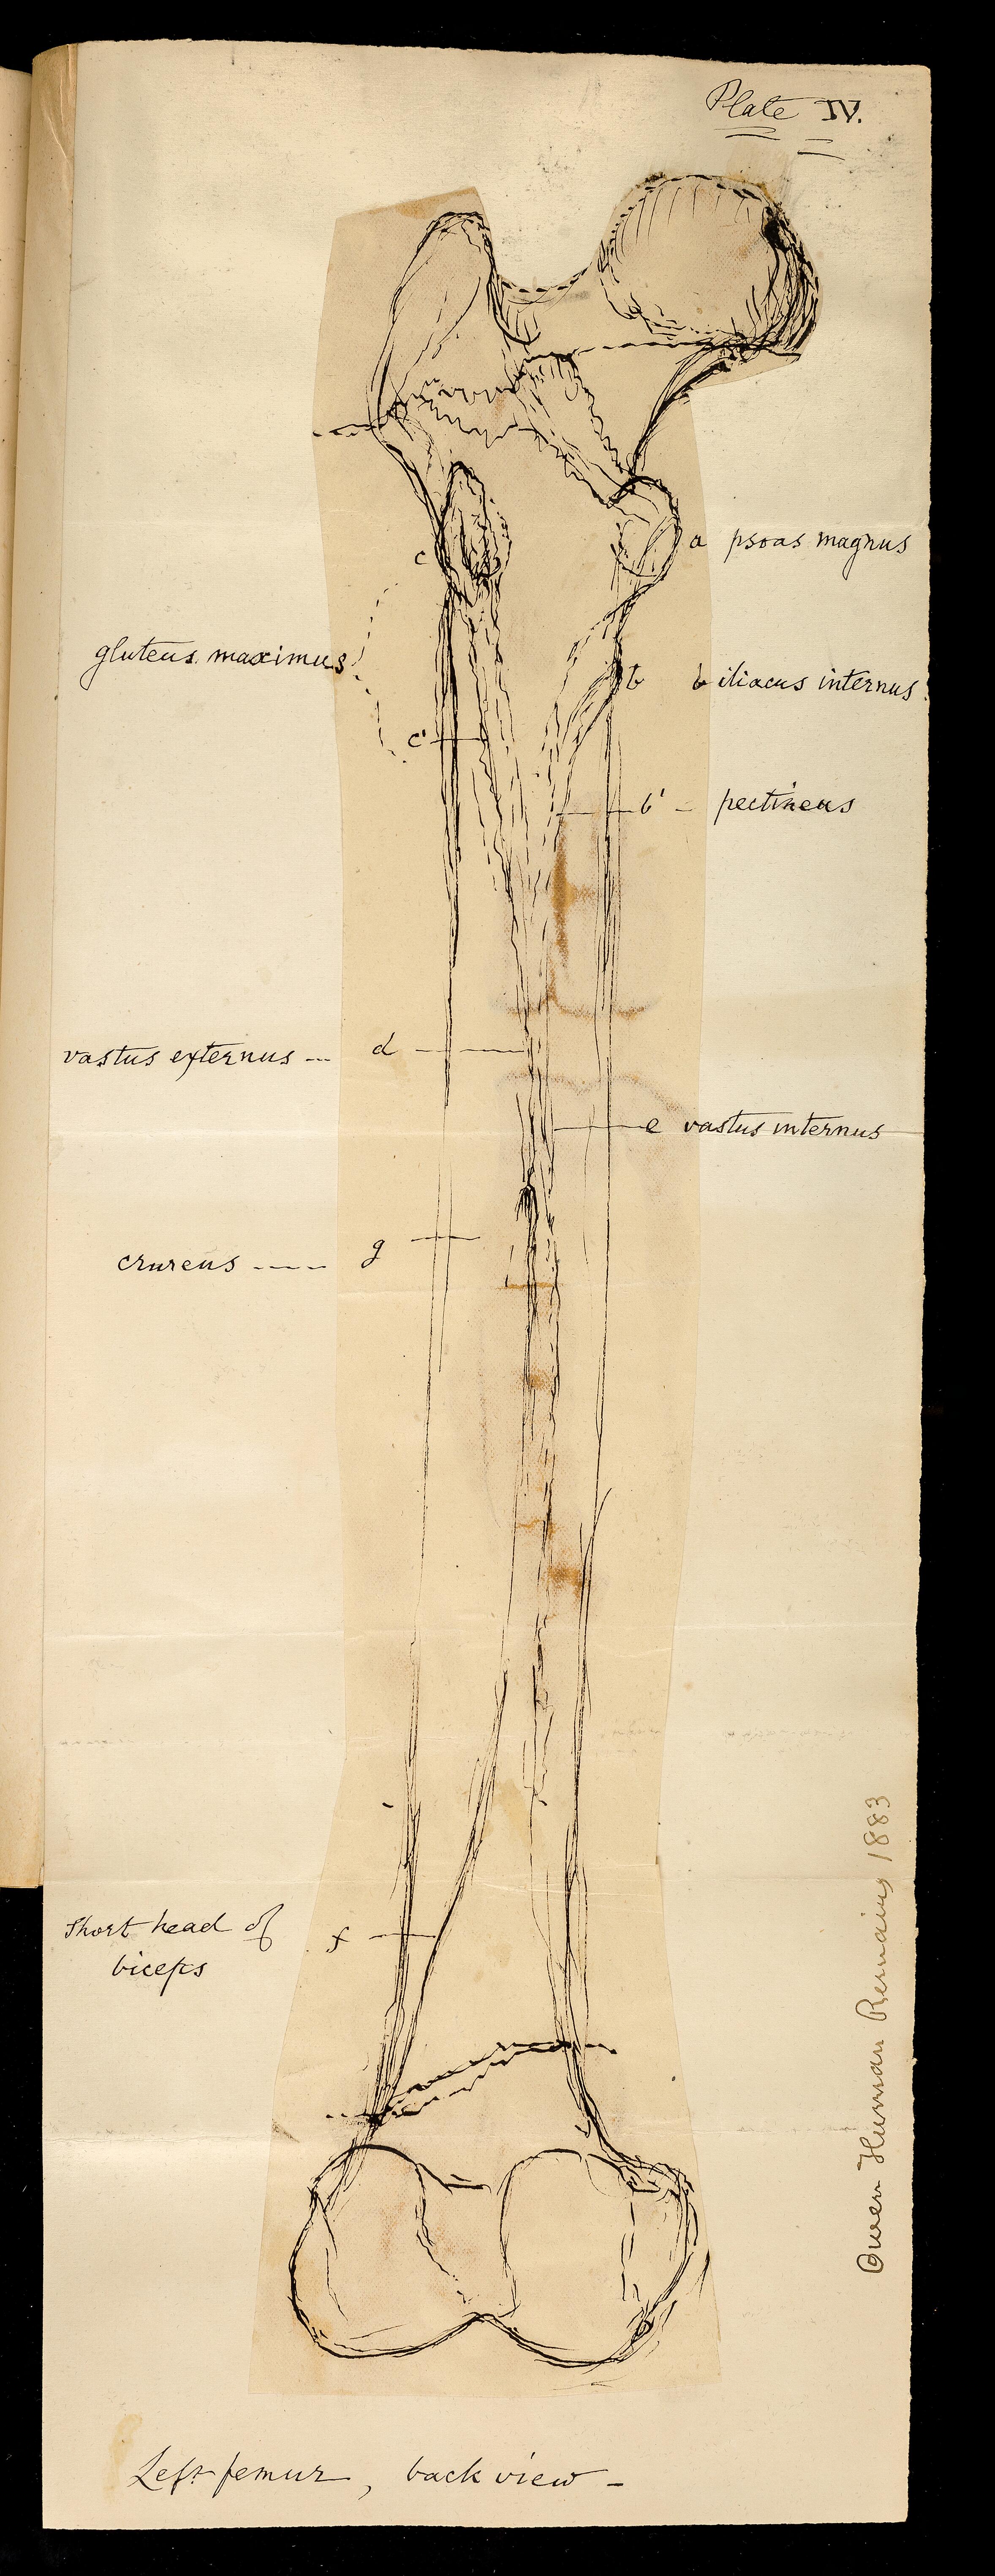 Plate IV.
a psoas magnus
c
gluteus maximus
b b iliacus internus
c'
b' - pectineus
vastus externus --- d
e vastus internus
crureus ---- g
Short head of
biceps
f
Owen Human Remains 1883
Left femur, back view -